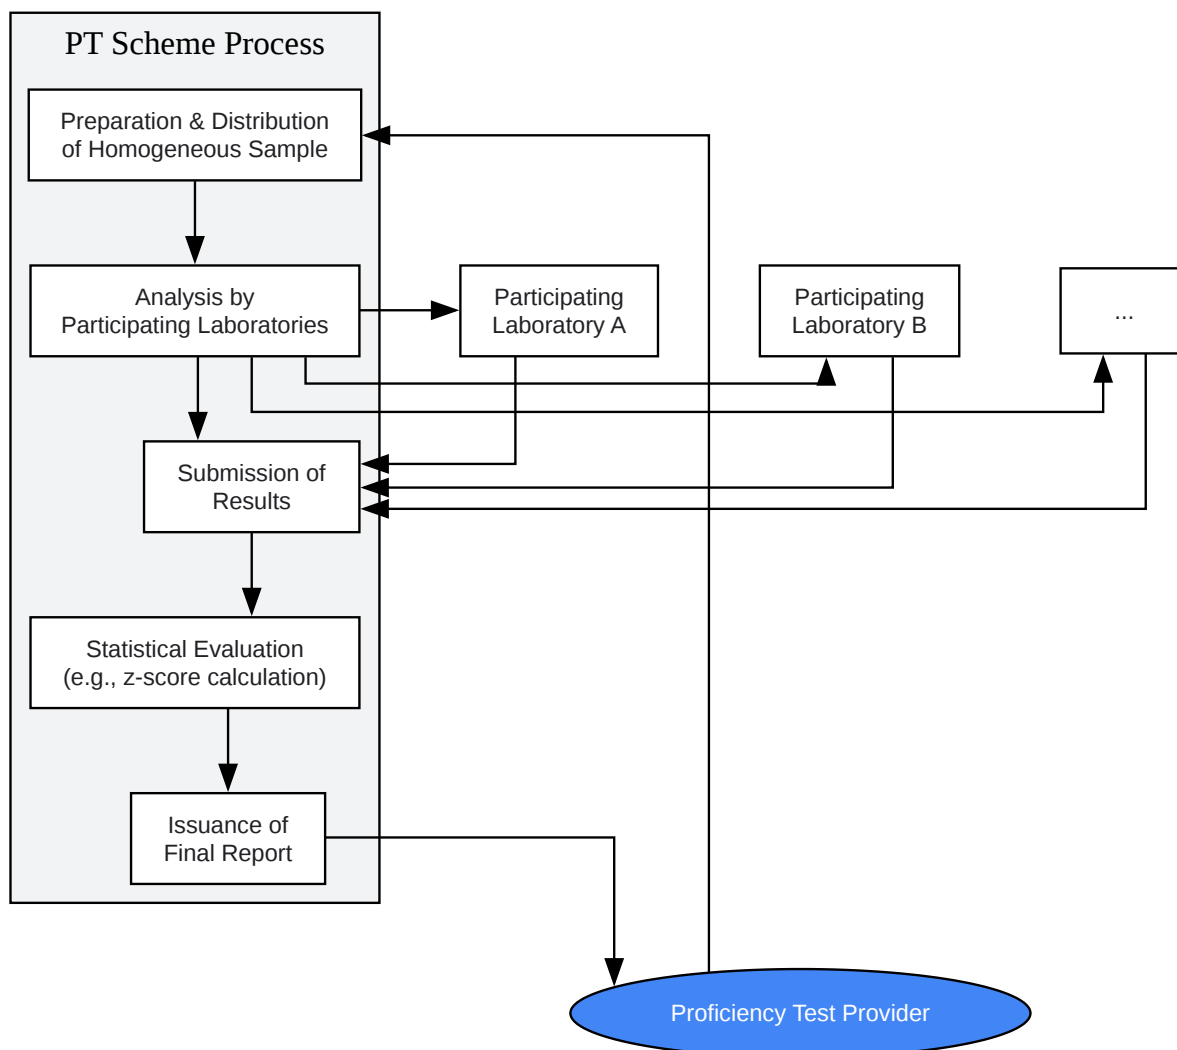 PT Scheme Process
Preparation & Distribution
of Homogeneous Sample
Analysis by
Participating Laboratories
Participating
Laboratory A
Participating
Laboratory B
...
Submission of
Results
Statistical Evaluation
(e.g., z-score calculation)
Issuance of
Final Report
Proficiency Test Provider